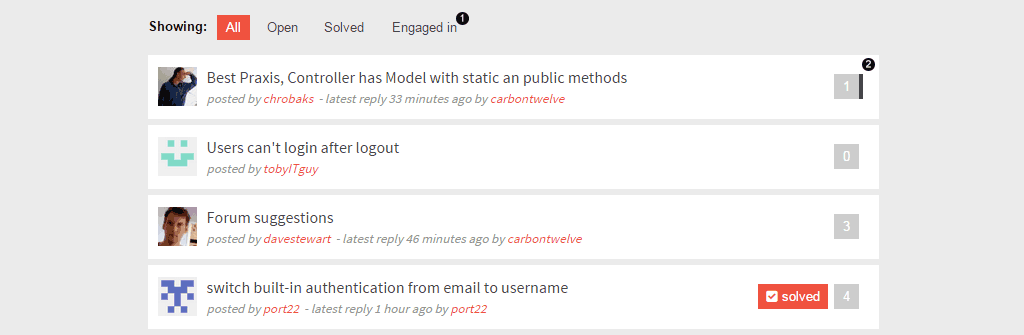 Showing: All Open Solved Engaged in 1
2
Best Praxis, Controller has Model with static an public methods 1
posted by chrobaks - latest reply 33 minutes ago by carbontwelve
Users can't login after logout 0
posted by tobyITguy
Forum suggestions 3
posted by davestewart - latest reply 46 minutes ago by carbontwelve
switch built-in authentication from email to username solved 4
posted by port22 - latest reply 1 hour ago by port22